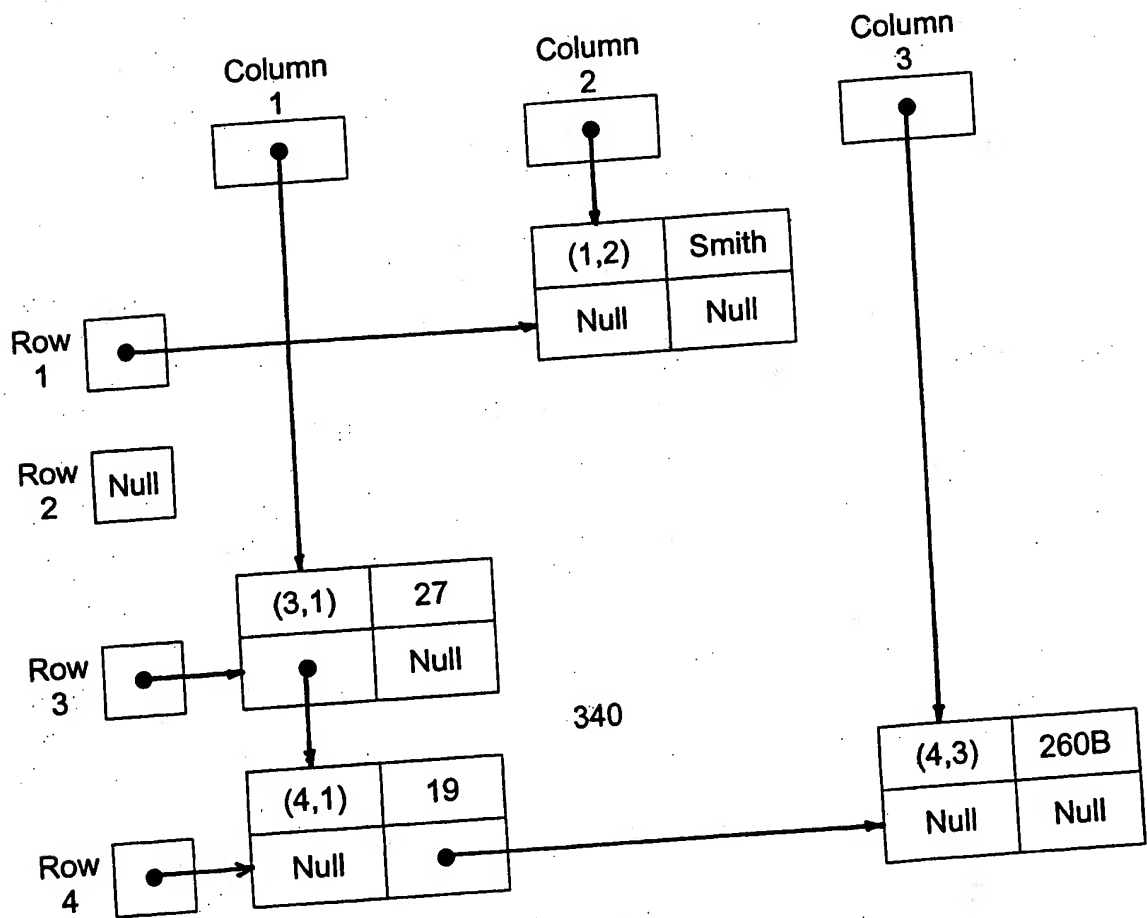 Column
1
Column
2
Column
3
(1,2) Smith
Null Null
Row
1
Row
2
Null
(3,1) 27
Null
Row
3
340
(4,1) 19
Null
(4,3) 260B
Null Null
Row
4